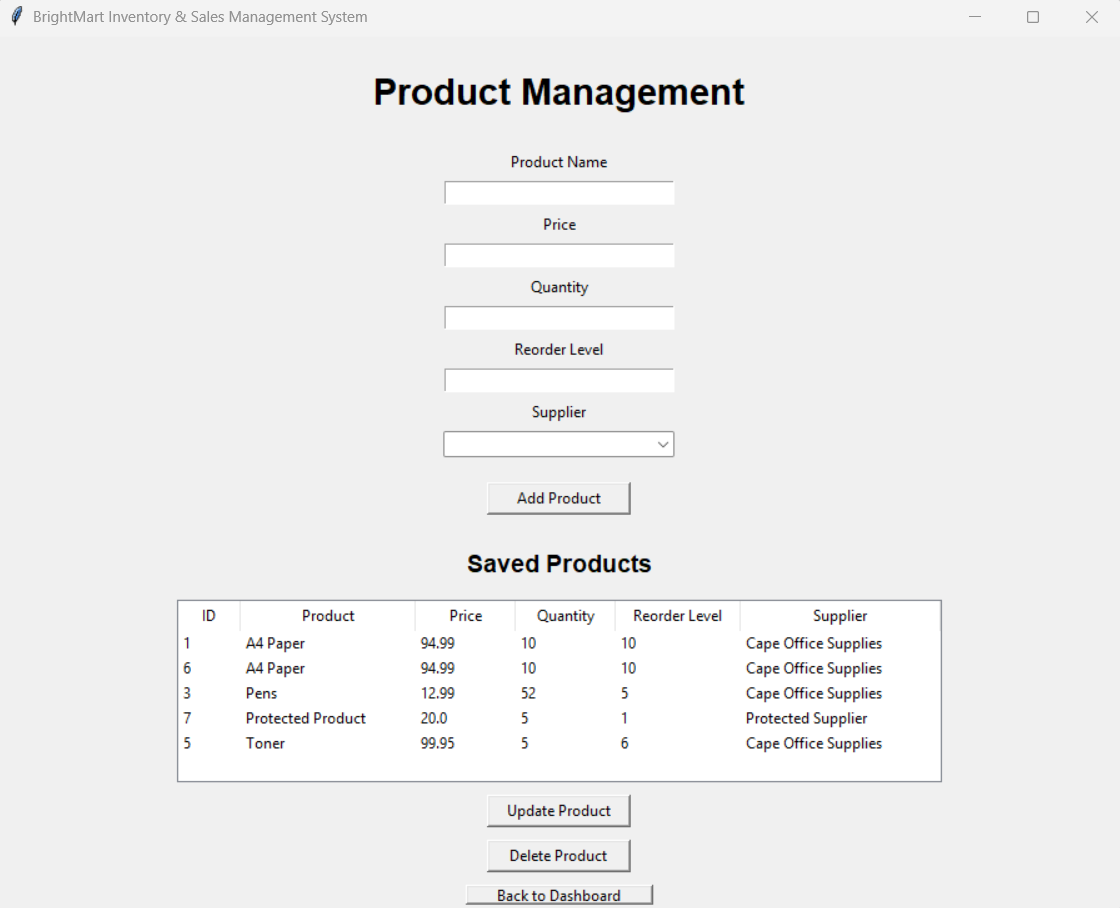 BrightMart Inventory & Sales Management System
Product Management
Product Name
Price
Quantity
Reorder Level
Supplier
Add Product
Saved Products
ID Product Price Quantity Reorder Level Supplier
1 A4 Paper 94.99 10 10 Cape Office Supplies
6 A4 Paper 94.99 10 10 Cape Office Supplies
3 Pens 12.99 52 5 Cape Office Supplies
7 Protected Product 20.0 5 1 Protected Supplier
5 Toner 99.95 5 6 Cape Office Supplies
Update Product
Delete Product
Back to Dashboard